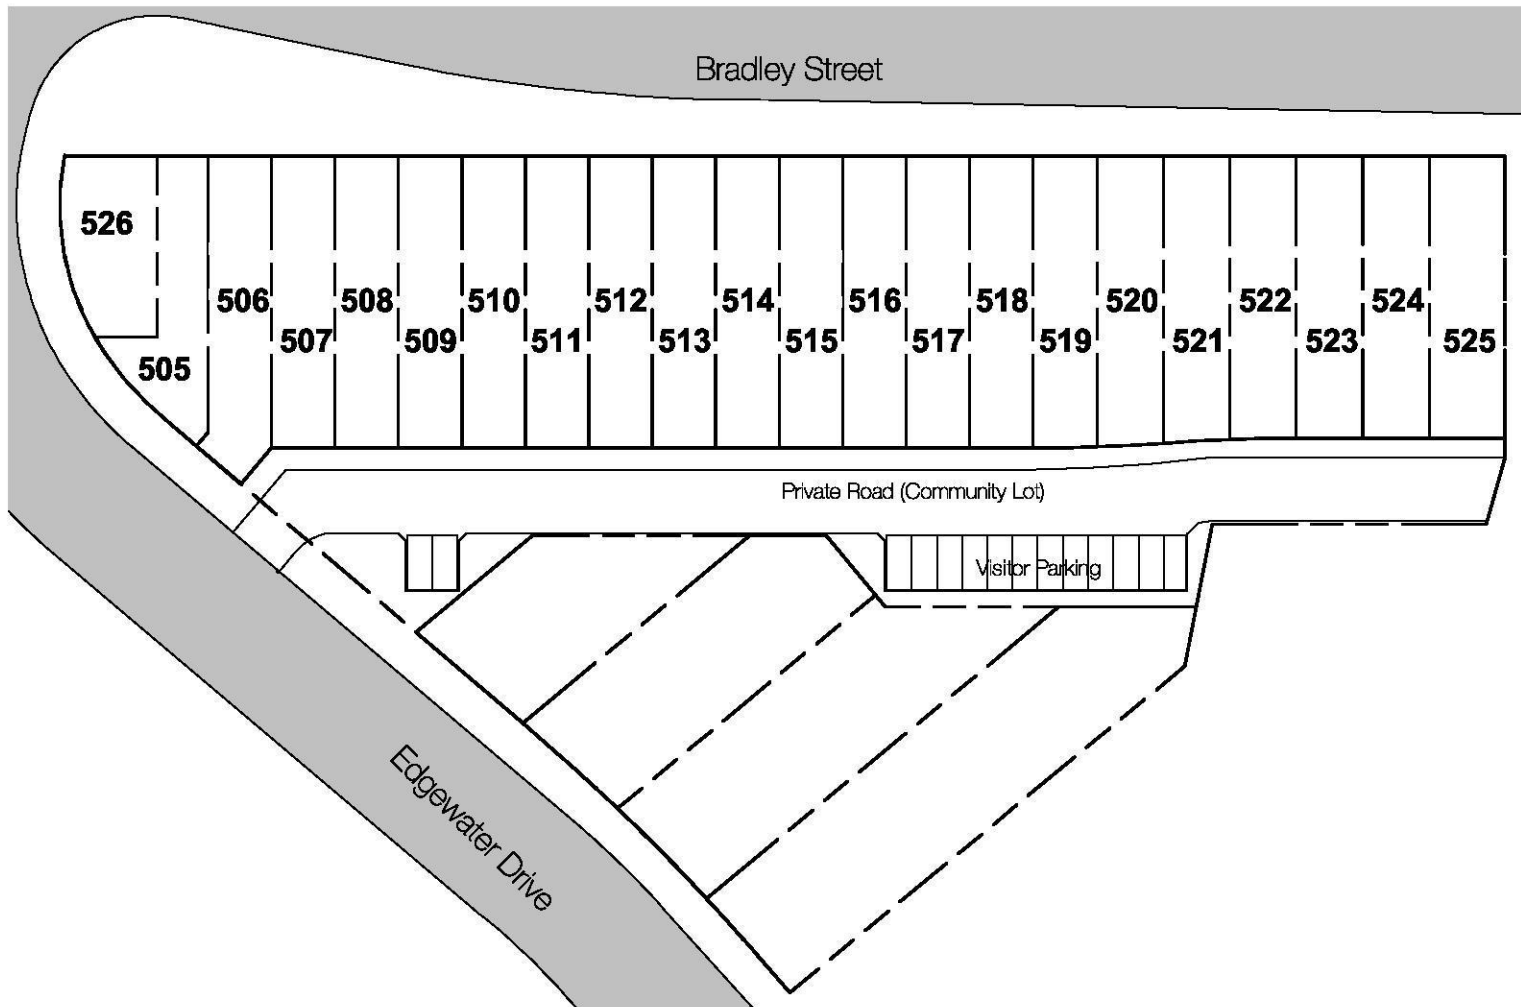 Bradley Street
526
506 508 510 512 514 516 518 520 522 524
507 509 511 513 515 517 519 521 523 525
505
Private Road (Community Lot)
Visitor Parking
Edgewater Drive